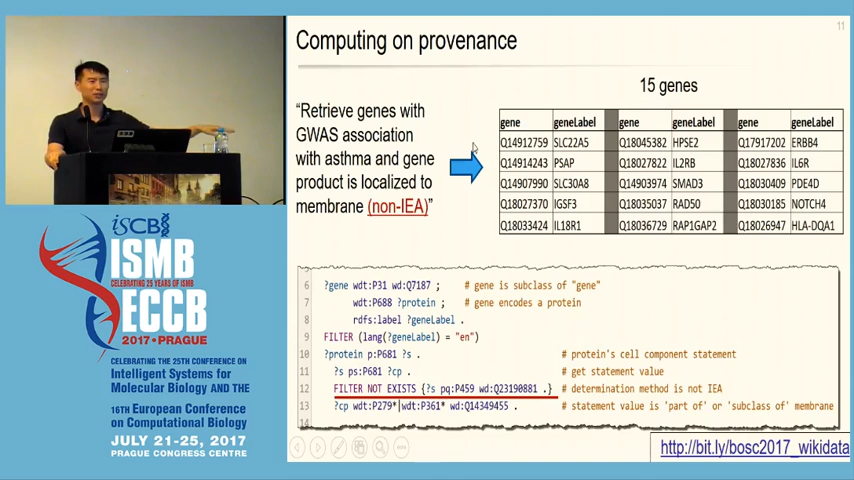 11
Computing on provenance
"Retrieve genes with
GWAS association
with asthma and gene
product is localized to
membrane (non-IEA)"
15 genes
gene geneLabel gene geneLabel gene geneLabel
Q14912759 SLC22A5 Q18045382 HPSE2 Q17917202 ERBB4
Q14914243 PSAP Q18027822 IL2RB Q18027836 IL6R
Q14907990 SLC30A8 Q14903974 SMAD3 Q18030409 PDE4D
Q18027370 IGSF3 Q18035037 RAD50 Q18030185 NOTCH4
Q18033424 IL18R1 Q18036729 RAP1GAP2 Q18026947 HLA-DQA1
6 ?gene wdt:P31 wd:Q7187 ; # gene is subclass of "gene"
7 wdt:P688 ?protein ; # gene encodes a protein
8 rdfs:label ?geneLabel .
9 FILTER (lang(?geneLabel) = "en")
10 ?protein p:P681 ?s . # protein's cell component statement
11 ?s ps:P681 ?cp . # get statement value
12 FILTER NOT EXISTS {?s pq:P459 wd:Q23190881 .} # determination method is not IEA
13 ?cp wdt:P279*|wdt:P361* wd:Q14349455 . # statement value is 'part of' or 'subclass of' membrane
14
http://bit.ly/bosc2017_wikidata
iSCB
ISMB
CELEBRATING 25 YEARS OF ISMB
ECCB
2017 • PRAGUE
CELEBRATING THE 25TH CONFERENCE ON
Intelligent Systems for
Molecular Biology AND THE
16TH European Conference
on Computational Biology
JULY 21-25, 2017
PRAGUE CONGRESS CENTRE